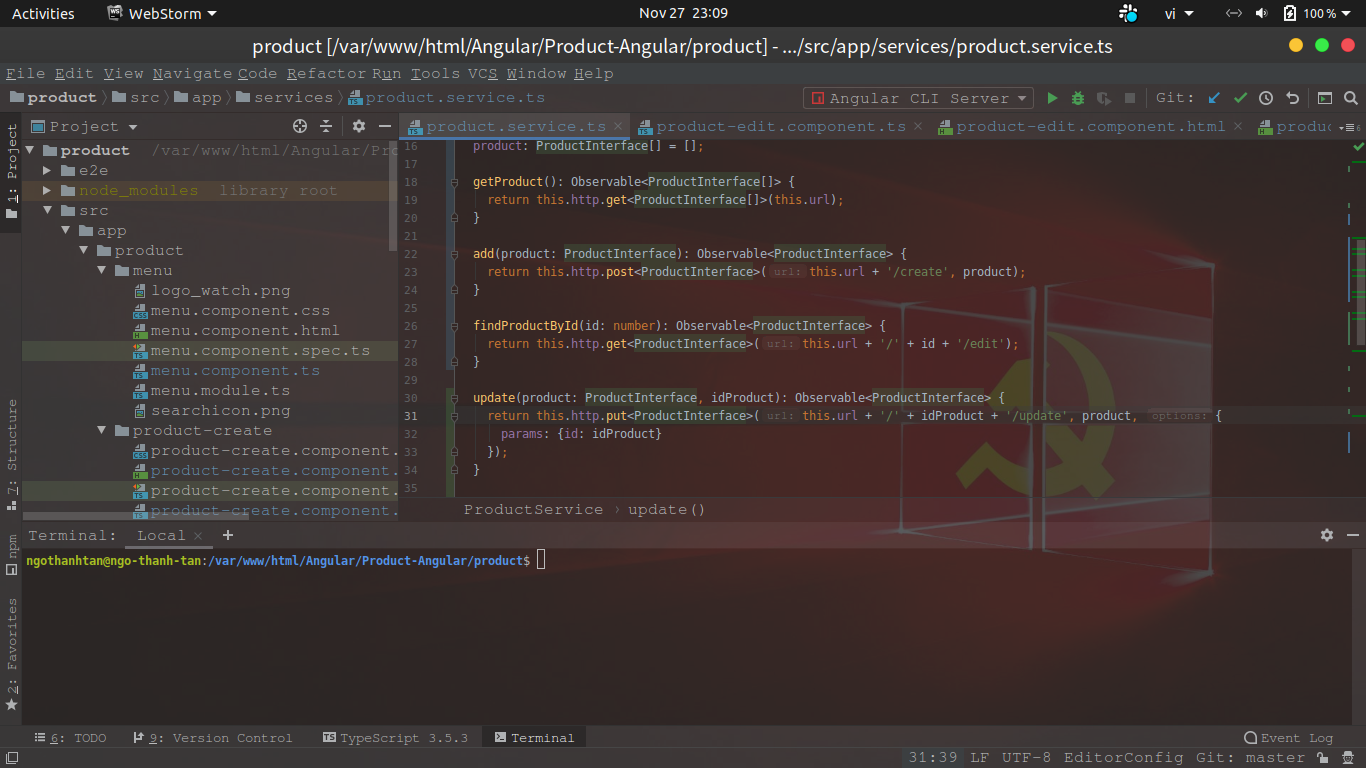 Activities WebStorm Nov 27 23:09 vi 100 %
product [/var/www/html/Angular/Product-Angular/product] - .../src/app/services/product.service.ts
File Edit View Navigate Code Refactor Run Tools VCS Window Help
product src app services product.service.ts Angular CLI Server Git:
Project product.service.ts product-edit.component.ts product-edit.component.html
1: Project
product /var/www/html/Angular/Pro
e2e
node_modules library root
src
app
product
menu
logo_watch.png
menu.component.css
menu.component.html
menu.component.spec.ts
menu.component.ts
menu.module.ts
searchicon.png
product-create
product-create.component.
product-create.component.
product-create.component.
product-create.component.
16 product: ProductInterface[] = [];
17
18 getProduct(): Observable<ProductInterface[]> {
19 return this.http.get<ProductInterface[]>(this.url);
20 }
21
22 add(product: ProductInterface): Observable<ProductInterface> {
23 return this.http.post<ProductInterface>( url: this.url + '/create', product);
24 }
25
26 findProductById(id: number): Observable<ProductInterface> {
27 return this.http.get<ProductInterface>( url: this.url + '/' + id + '/edit');
28 }
29
30 update(product: ProductInterface, idProduct): Observable<ProductInterface> {
31 return this.http.put<ProductInterface>( url: this.url + '/' + idProduct + '/update', product, options: {
32 params: {id: idProduct}
33 });
34 }
35
ProductService › update()
7: Structure
npm
2: Favorites
Terminal: Local × +
ngothanhtan@ngo-thanh-tan:/var/www/html/Angular/Product-Angular/product$
6: TODO 9: Version Control TypeScript 3.5.3 Terminal Event Log
31:39 LF UTF-8 EditorConfig Git: master